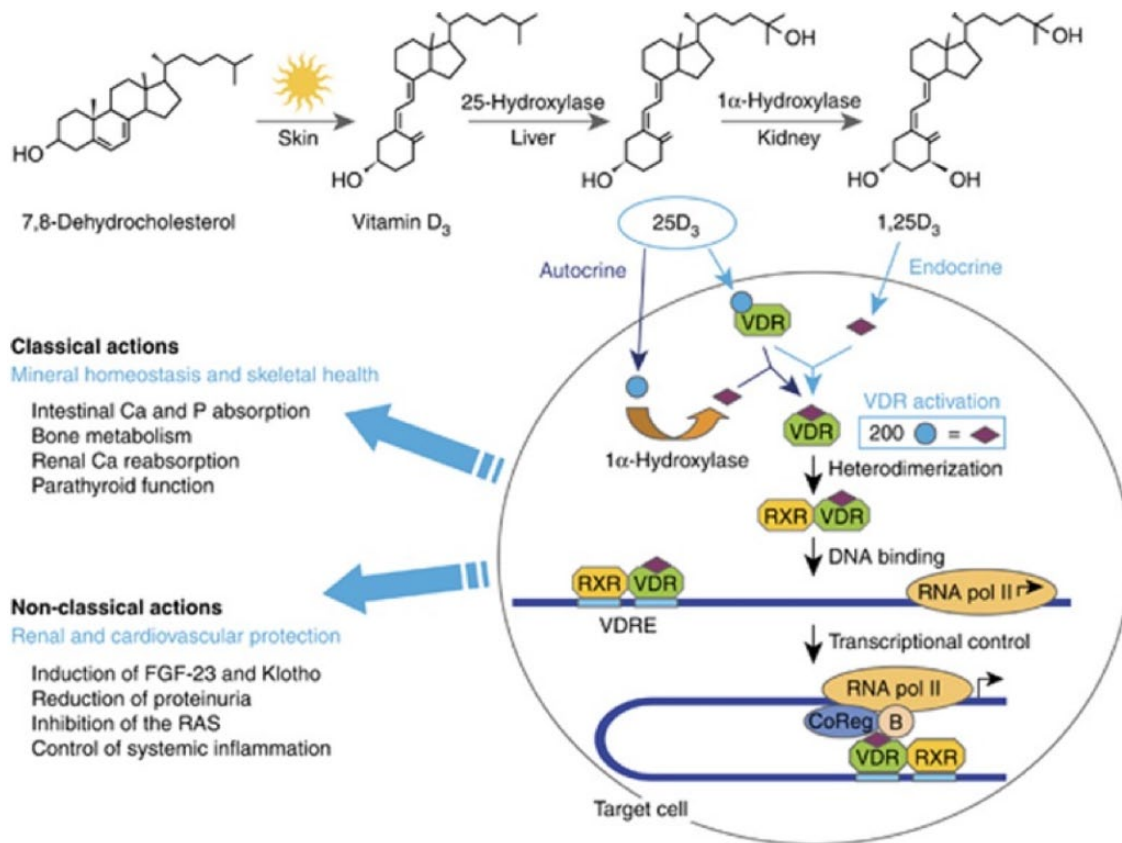 OH
OH
25-Hydroxylase
1α-Hydroxylase
Skin
Liver
Kidney
HO
HO
HO
HO
OH
7,8-Dehydrocholesterol
Vitamin D₃
25D₃
1,25D₃
Autocrine
Endocrine
VDR
Classical actions
Mineral homeostasis and skeletal health
Intestinal Ca and P absorption
Bone metabolism
Renal Ca reabsorption
Parathyroid function
VDR activation
200 =
VDR
1α-Hydroxylase
Heterodimerization
RXR VDR
DNA binding
RXR VDR
RNA pol II
VDRE
Transcriptional control
Non-classical actions
Renal and cardiovascular protection
Induction of FGF-23 and Klotho
Reduction of proteinuria
Inhibition of the RAS
Control of systemic inflammation
RNA pol II
CoReg B
VDR RXR
Target cell